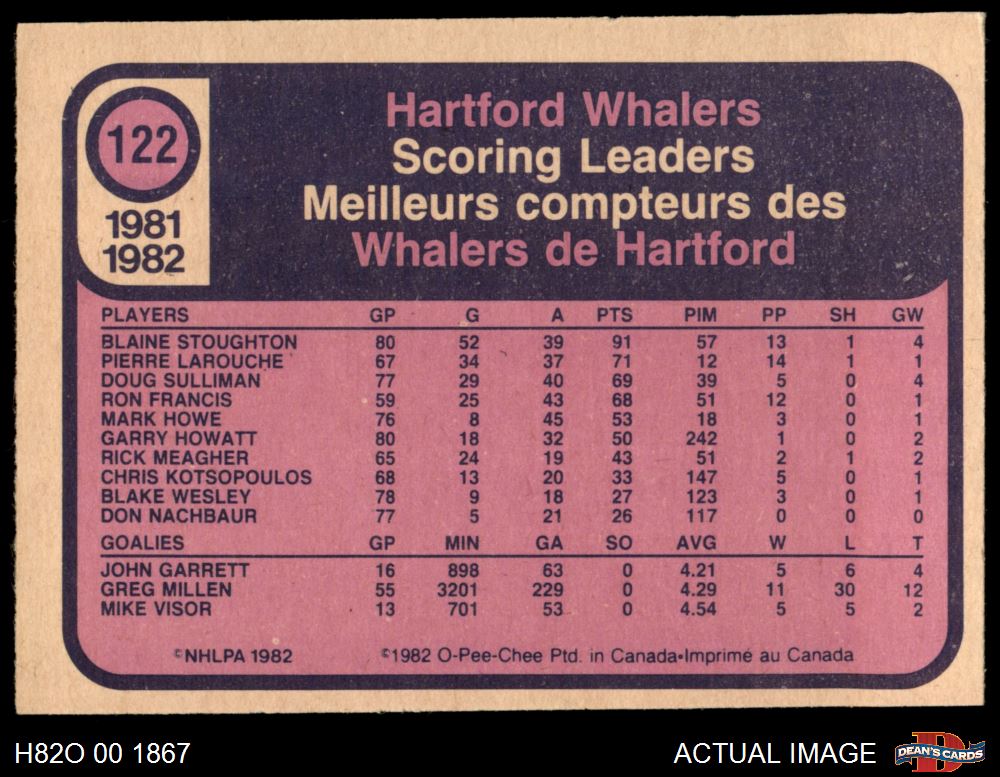 122
1981
1982
Hartford Whalers
Scoring Leaders
Meilleurs compteurs des
Whalers de Hartford
PLAYERS GP G A PTS PIM PP SH GW
BLAINE STOUGHTON 80 52 39 91 57 13 1 4
PIERRE LAROUCHE 67 34 37 71 12 14 1 1
DOUG SULLIMAN 77 29 40 69 39 5 0 4
RON FRANCIS 59 25 43 68 51 12 0 1
MARK HOWE 76 8 45 53 18 3 0 1
GARRY HOWATT 80 18 32 50 242 1 0 2
RICK MEAGHER 65 24 19 43 51 2 1 2
CHRIS KOTSOPOULOS 68 13 20 33 147 5 0 1
BLAKE WESLEY 78 9 18 27 123 3 0 1
DON NACHBAUR 77 5 21 26 117 0 0 0
GOALIES GP MIN GA SO AVG W L T
JOHN GARRETT 16 898 63 0 4.21 5 6 4
GREG MILLEN 55 3201 229 0 4.29 11 30 12
MIKE VISOR 13 701 53 0 4.54 5 5 2
©NHLPA 1982 ©1982 O-Pee-Chee Ptd. in Canada•Imprimé au Canada
H82O 00 1867 ACTUAL IMAGE D DEAN'S CARDS